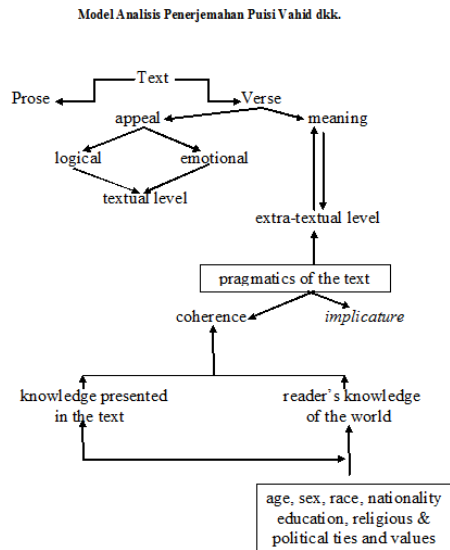 Model Analisis Penerjemahan Puisi Vahid dkk.
Text
Prose
Verse
appeal
meaning
logical
emotional
textual level
extra-textual level
pragmatics of the text
coherence
implicature
knowledge presented
in the text
reader's knowledge
of the world
age, sex, race, nationality
education, religious &
political ties and values